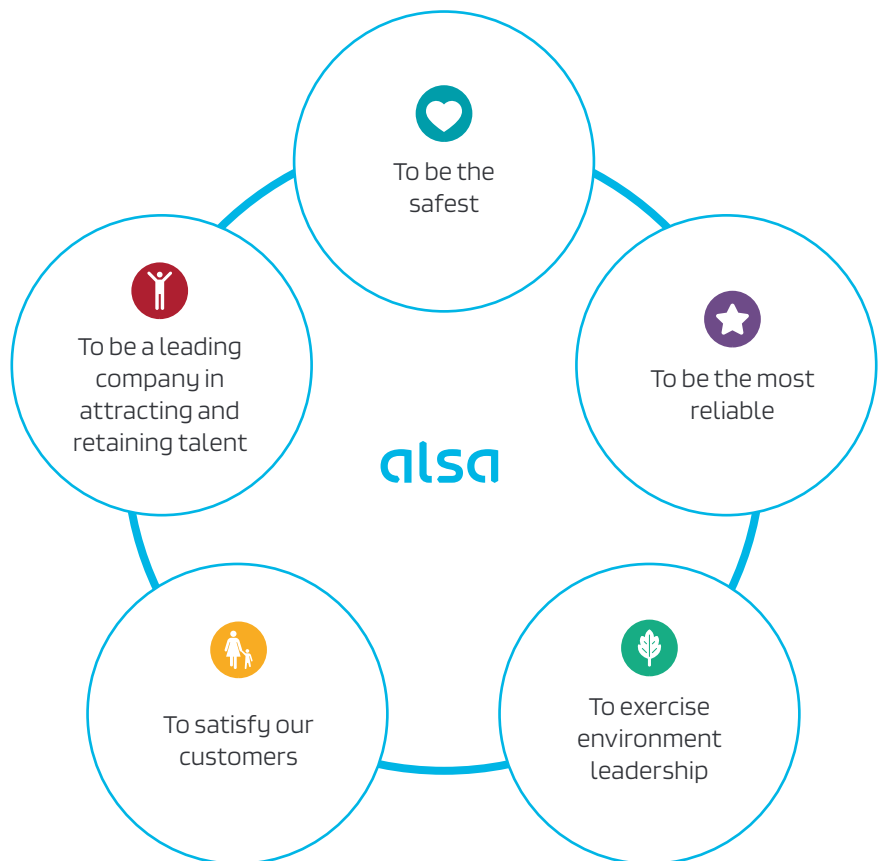 To be the
safest
To be a leading
company in
attracting and
retaining talent
To be the most
reliable
alsa
To satisfy our
customers
To exercise
environment
leadership